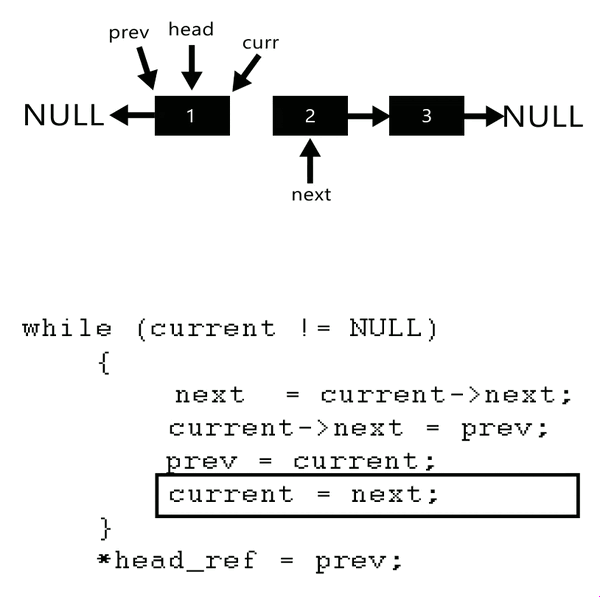 prev head curr
NULL 1 2 3 NULL
next
while (current != NULL)
{
next = current->next;
current->next = prev;
prev = current;
current = next;
}
*head_ref = prev;